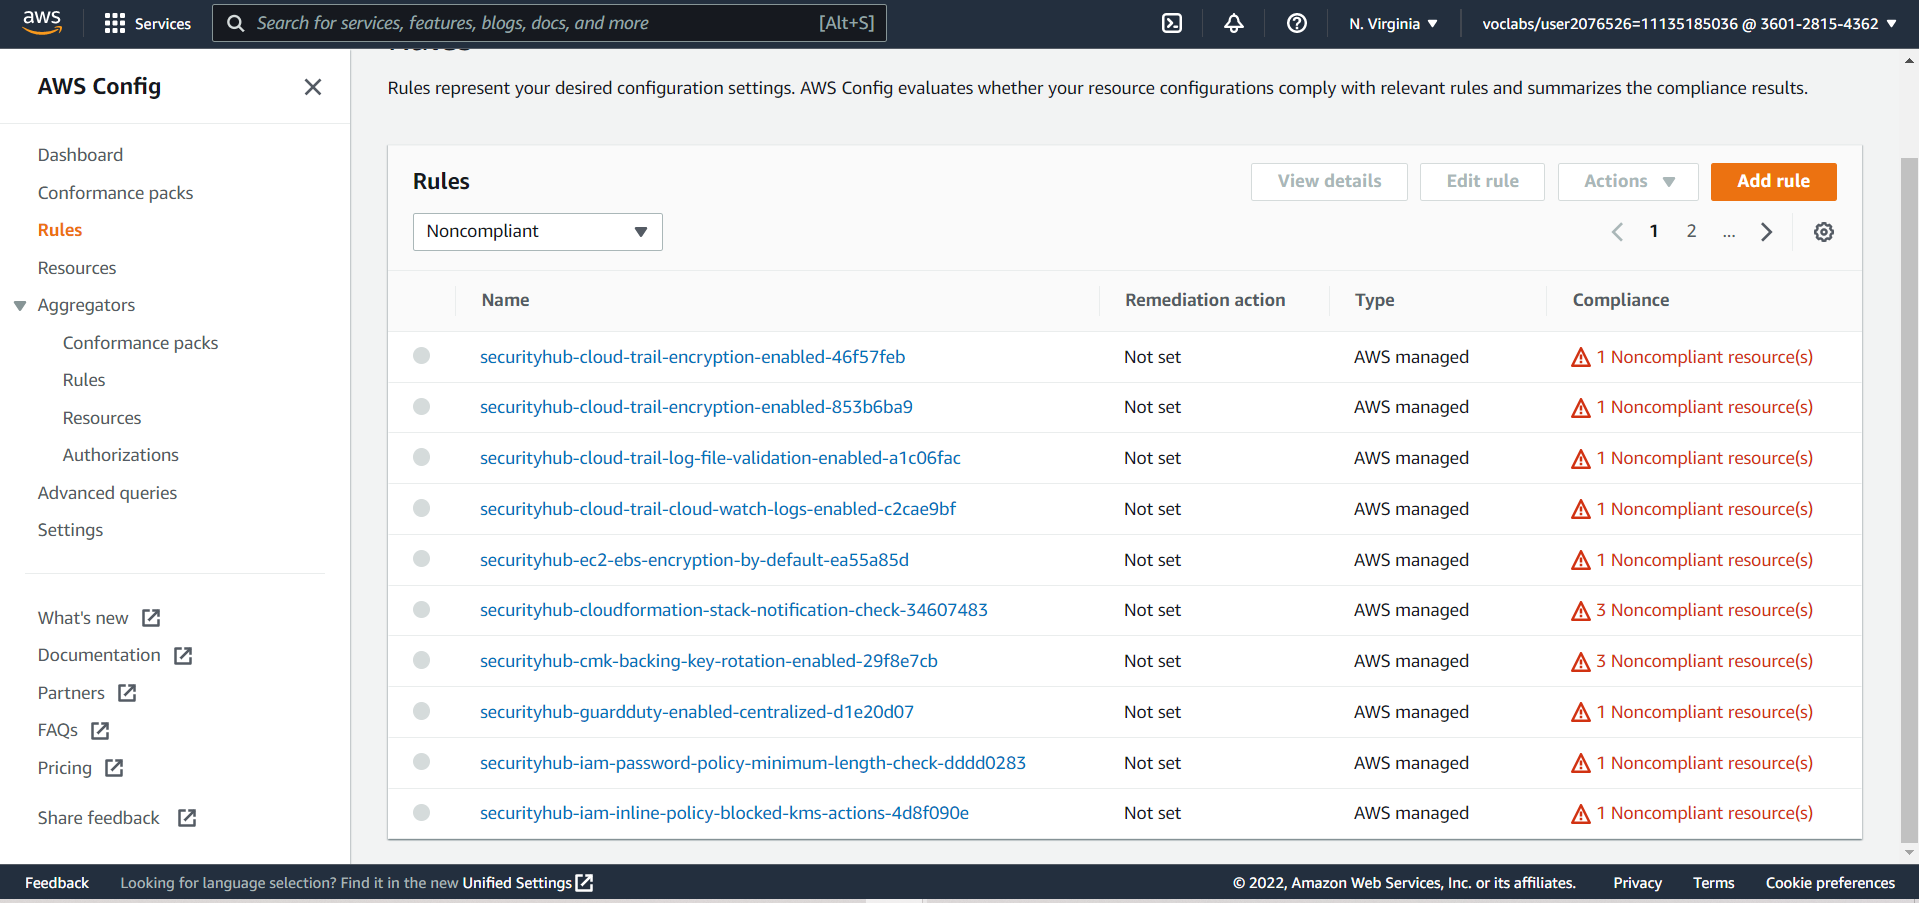 aws
Services
Search for services, features, blogs, docs, and more
[Alt+S]
N. Virginia
voclabs/user2076526=11135185036 @ 3601-2815-4362
AWS Config
Dashboard
Conformance packs
Rules
Resources
Aggregators
Conformance packs
Rules
Resources
Authorizations
Advanced queries
Settings
What's new
Documentation
Partners
FAQs
Pricing
Share feedback
Rules represent your desired configuration settings. AWS Config evaluates whether your resource configurations comply with relevant rules and summarizes the compliance results.
Rules
View details
Edit rule
Actions
Add rule
Noncompliant
1 2 ...
Name Remediation action Type Compliance
securityhub-cloud-trail-encryption-enabled-46f57feb Not set AWS managed 1 Noncompliant resource(s)
securityhub-cloud-trail-encryption-enabled-853b6ba9 Not set AWS managed 1 Noncompliant resource(s)
securityhub-cloud-trail-log-file-validation-enabled-a1c06fac Not set AWS managed 1 Noncompliant resource(s)
securityhub-cloud-trail-cloud-watch-logs-enabled-c2cae9bf Not set AWS managed 1 Noncompliant resource(s)
securityhub-ec2-ebs-encryption-by-default-ea55a85d Not set AWS managed 1 Noncompliant resource(s)
securityhub-cloudformation-stack-notification-check-34607483 Not set AWS managed 3 Noncompliant resource(s)
securityhub-cmk-backing-key-rotation-enabled-29f8e7cb Not set AWS managed 3 Noncompliant resource(s)
securityhub-guardduty-enabled-centralized-d1e20d07 Not set AWS managed 1 Noncompliant resource(s)
securityhub-iam-password-policy-minimum-length-check-dddd0283 Not set AWS managed 1 Noncompliant resource(s)
securityhub-iam-inline-policy-blocked-kms-actions-4d8f090e Not set AWS managed 1 Noncompliant resource(s)
Feedback Looking for language selection? Find it in the new Unified Settings
© 2022, Amazon Web Services, Inc. or its affiliates. Privacy Terms Cookie preferences